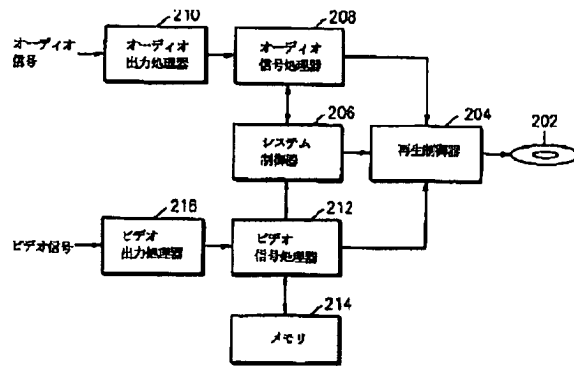 210
208
オーディオ
信号
オーディオ
出力処理器
オーディオ
信号処理器
206
204
202
システム
制御器
再生制御器
216
212
ビデオ信号
ビデオ
出力処理器
ビデオ
信号処理器
214
メモリ